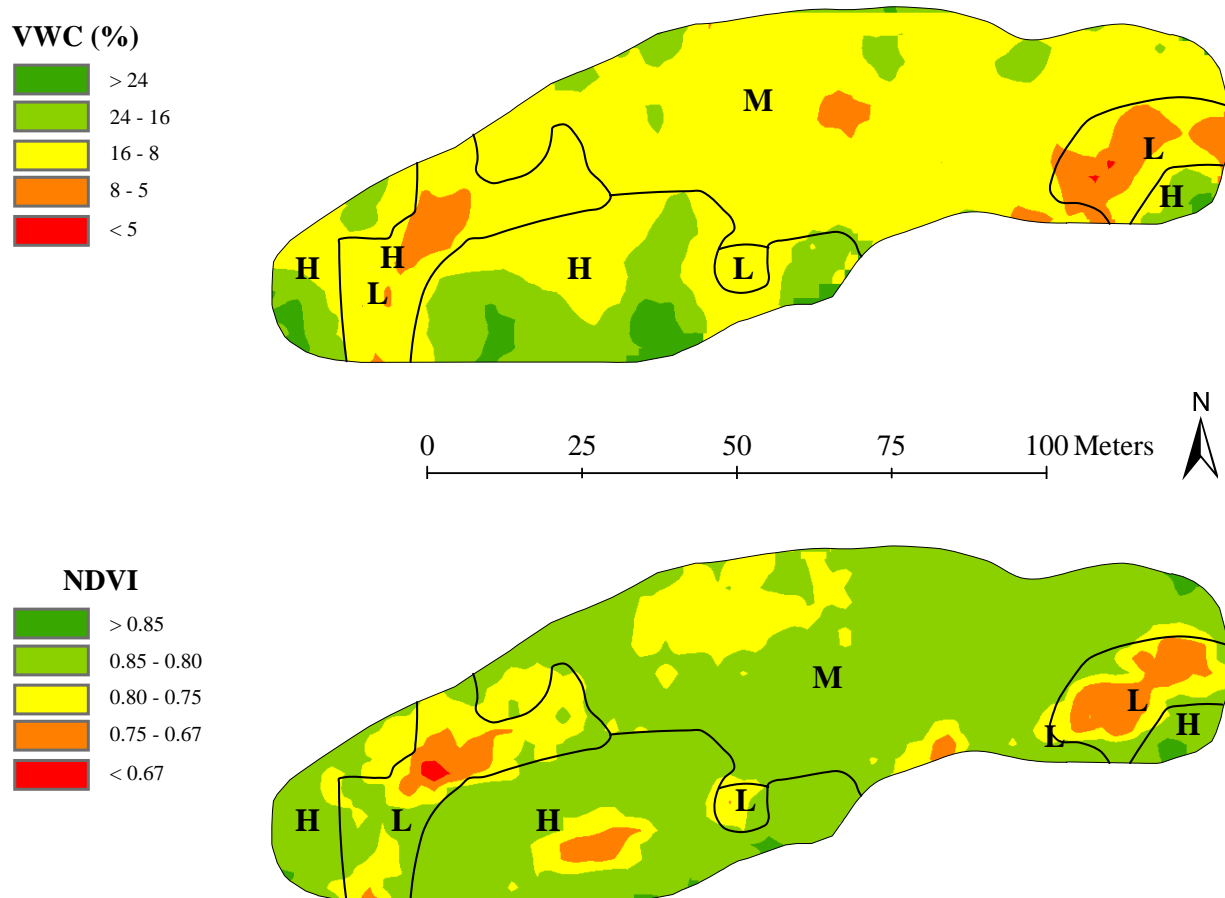 VWC (%)
> 24
24 - 16
16 - 8
8 - 5
< 5
M
L
H
H
H
H
L
L
N
0 25 50 75 100 Meters
NDVI
> 0.85
0.85 - 0.80
0.80 - 0.75
0.75 - 0.67
< 0.67
M
L
H
L
L
H
L
H